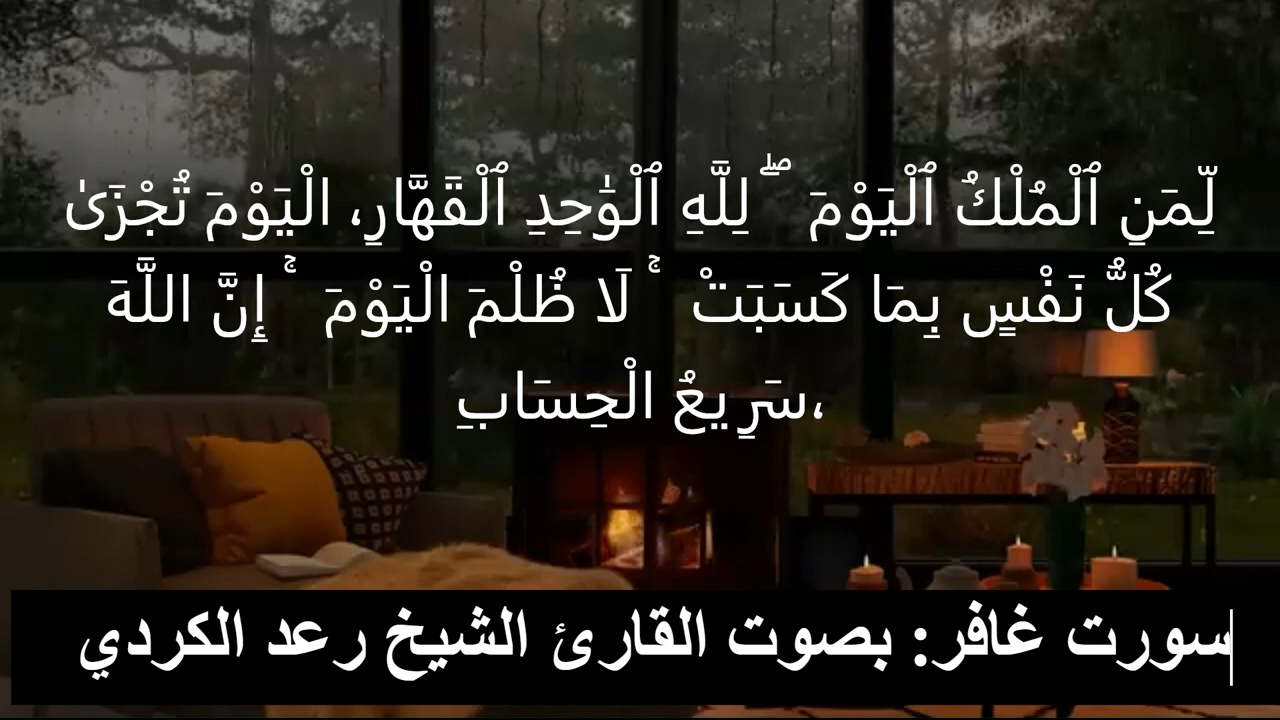 لِّمَنِ ٱلْمُلْكُ ٱلْيَوْمَ ۖ لِلَّهِ ٱلْوَٰحِدِ ٱلْقَهَّارِ، الْيَوْمَ تُجْزَىٰ
كُلُّ نَفْسٍ بِمَا كَسَبَتْ ۚ لَا ظُلْمَ الْيَوْمَ ۚ إِنَّ اللَّهَ
،سَرِيعُ الْحِسَابِ
سورت غافر: بصوت القارئ الشيخ رعد الكردي